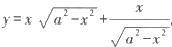 y = x √(a² − x²) + x / √(a² − x²).